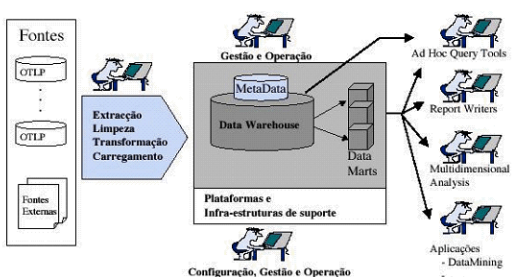 Fontes
OTLP
OTLP
Fontes
Externas
Extracção
Limpeza
Transformação
Carregamento
Gestão e Operação
MetaData
Data Warehouse
Data
Marts
Plataformas e
Infra-estruturas de suporte
Configuração, Gestão e Operação
Ad Hoc Query Tools
Report Writers
Multidimensional
Analysis
Aplicações
- DataMining
-